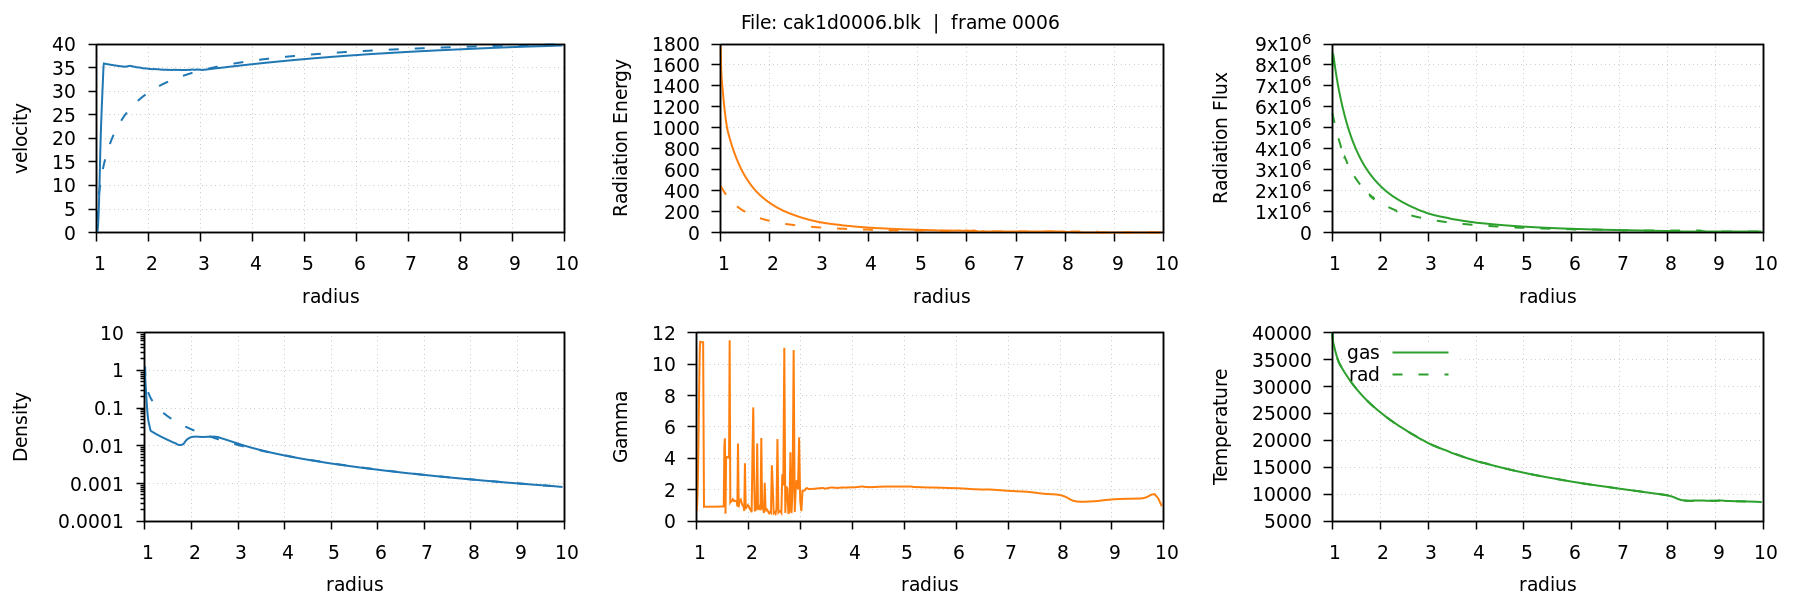 File: cak1d0006.blk | frame 0006
velocity
40
35
30
25
20
15
10
5
0
1 2 3 4 5 6 7 8 9 10
radius
Radiation Energy
1800
1600
1400
1200
1000
800
600
400
200
0
1 2 3 4 5 6 7 8 9 10
radius
Radiation Flux
9x10⁶
8x10⁶
7x10⁶
6x10⁶
5x10⁶
4x10⁶
3x10⁶
2x10⁶
1x10⁶
0
1 2 3 4 5 6 7 8 9 10
radius
Density
10
1
0.1
0.01
0.001
0.0001
1 2 3 4 5 6 7 8 9 10
radius
Gamma
12
10
8
6
4
2
0
1 2 3 4 5 6 7 8 9 10
radius
Temperature
40000
35000
30000
25000
20000
15000
10000
5000
gas
rad
1 2 3 4 5 6 7 8 9 10
radius